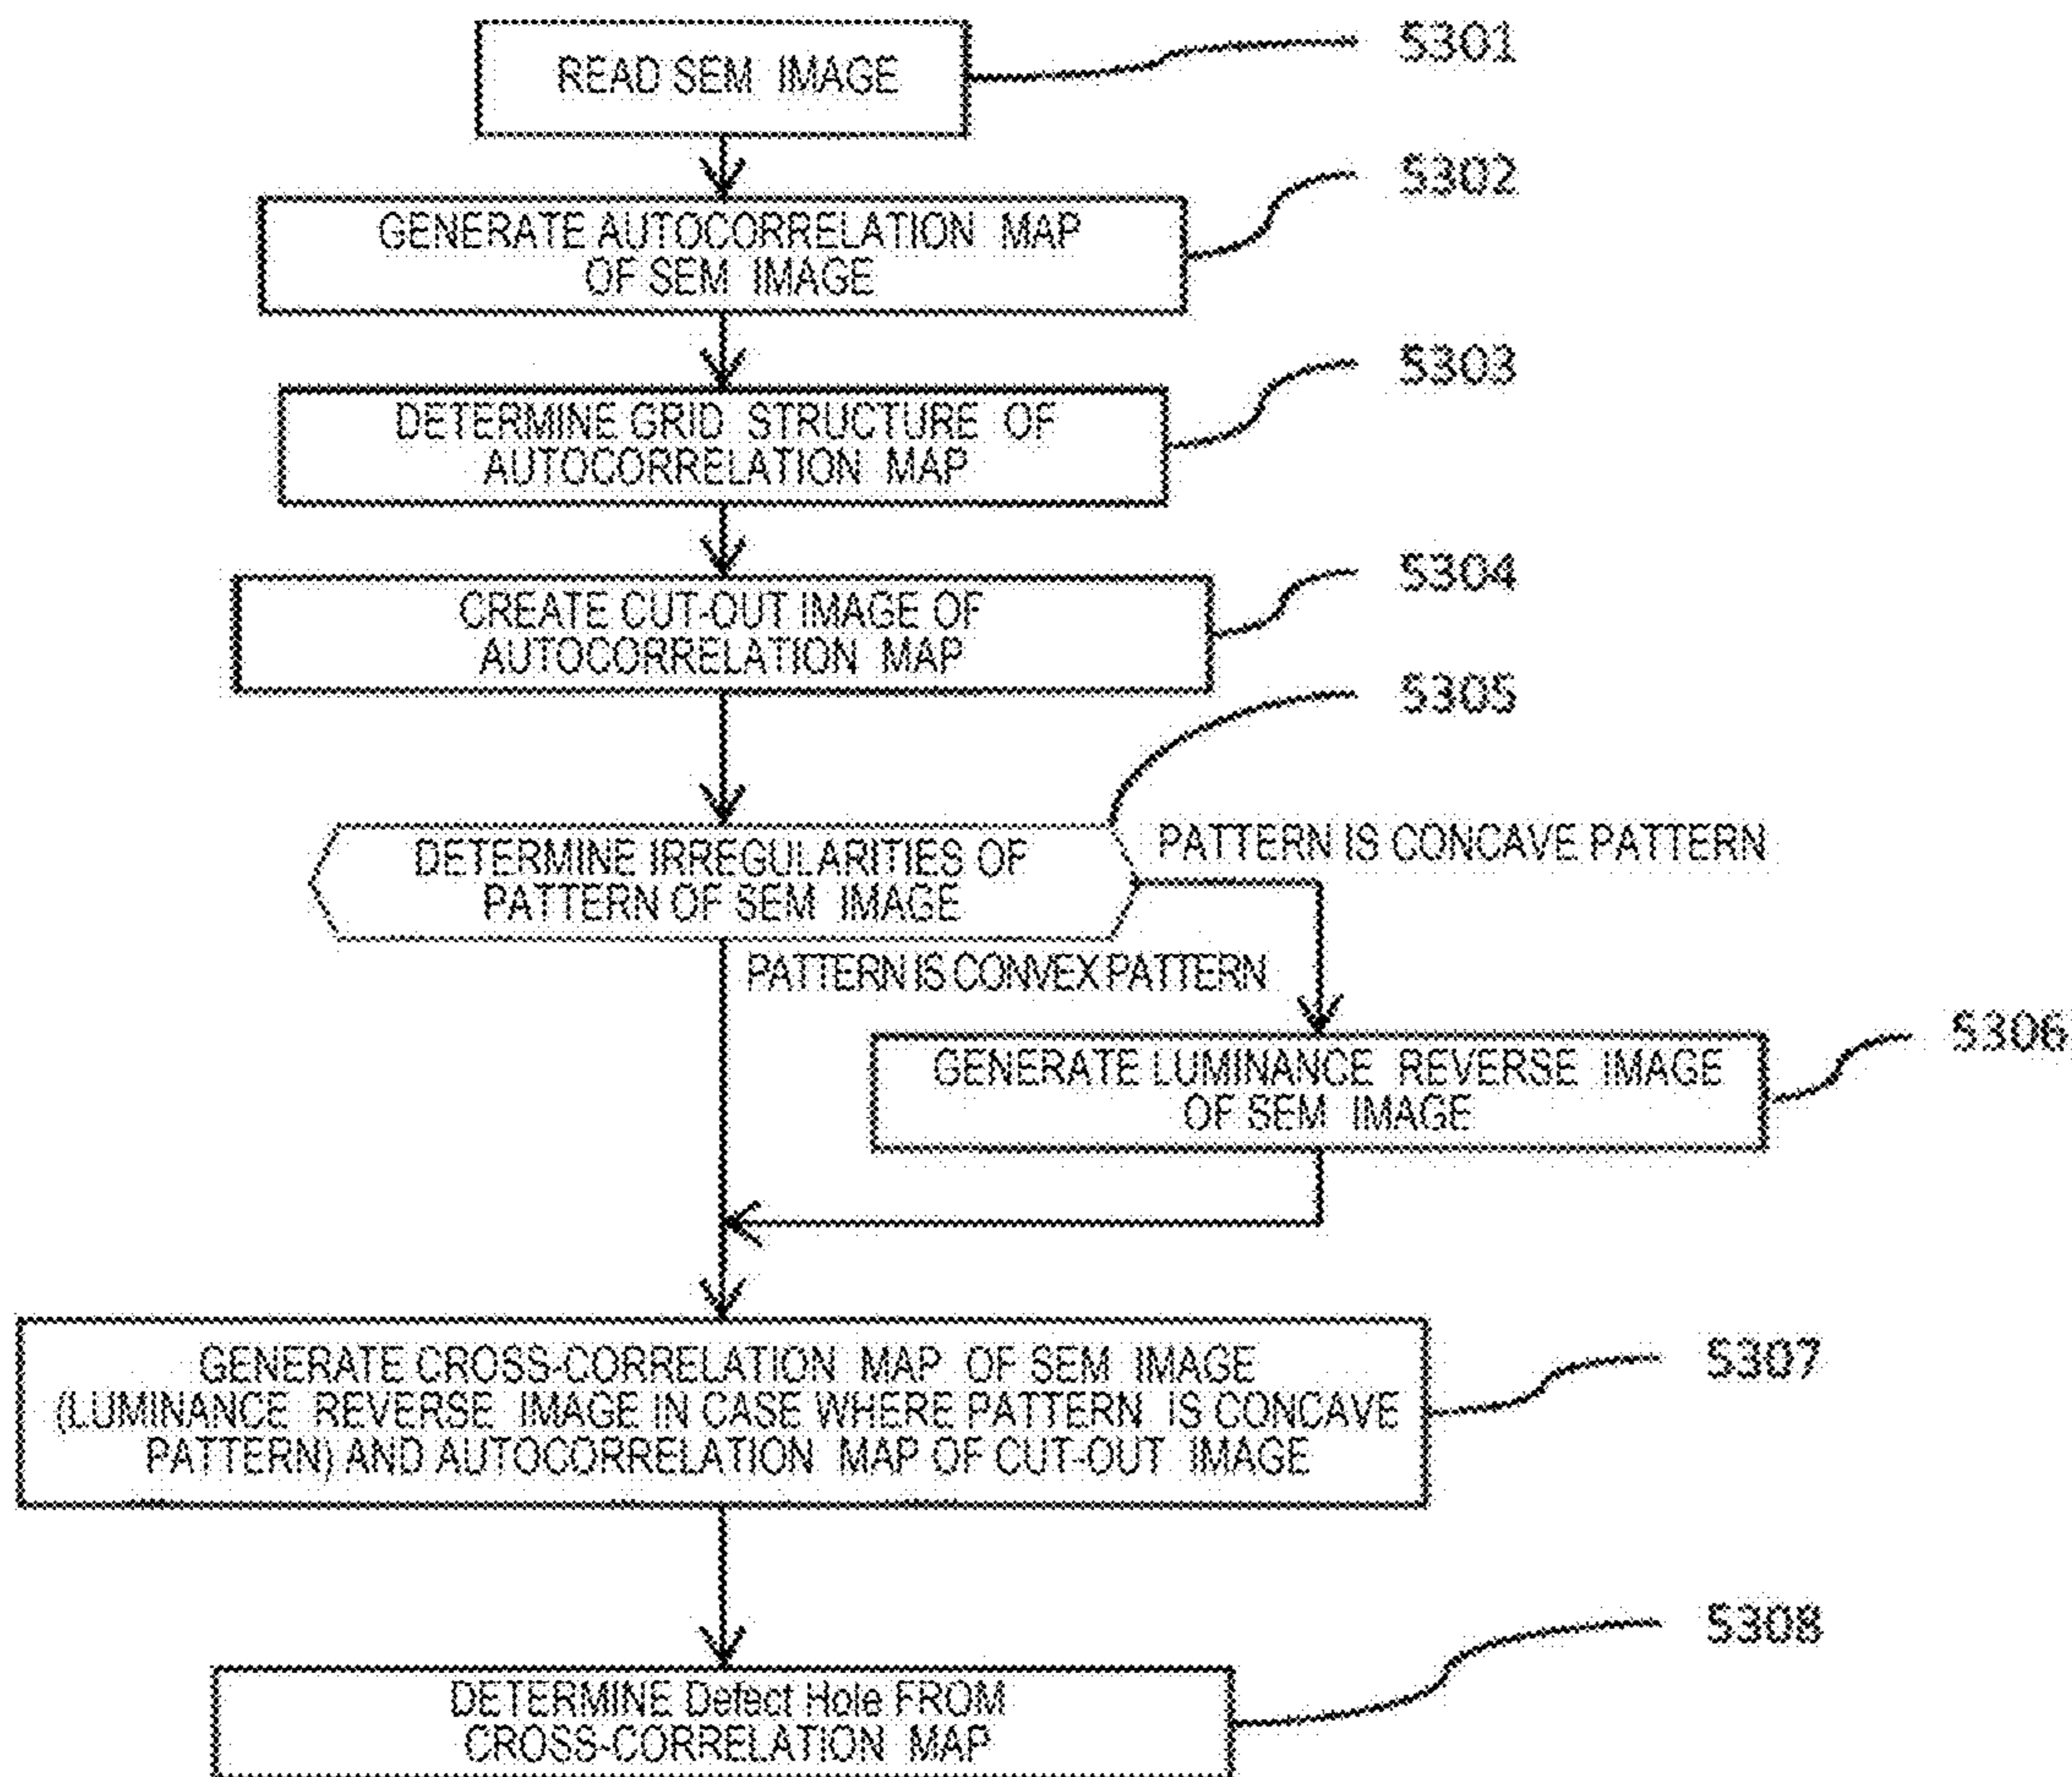 READ SEM IMAGE
S301
GENERATE AUTOCORRELATION MAP
OF SEM IMAGE
S302
DETERMINE GRID STRUCTURE OF
AUTOCORRELATION MAP
S303
CREATE CUT-OUT IMAGE OF
AUTOCORRELATION MAP
S304
S305
DETERMINE IRREGULARITIES OF
PATTERN OF SEM IMAGE
PATTERN IS CONCAVE PATTERN
PATTERN IS CONVEX PATTERN
GENERATE LUMINANCE REVERSE IMAGE
OF SEM IMAGE
S306
GENERATE CROSS-CORRELATION MAP OF SEM IMAGE
(LUMINANCE REVERSE IMAGE IN CASE WHERE PATTERN IS CONCAVE
PATTERN) AND AUTOCORRELATION MAP OF CUT-OUT IMAGE
S307
DETERMINE Defect Hole FROM
CROSS-CORRELATION MAP
S308